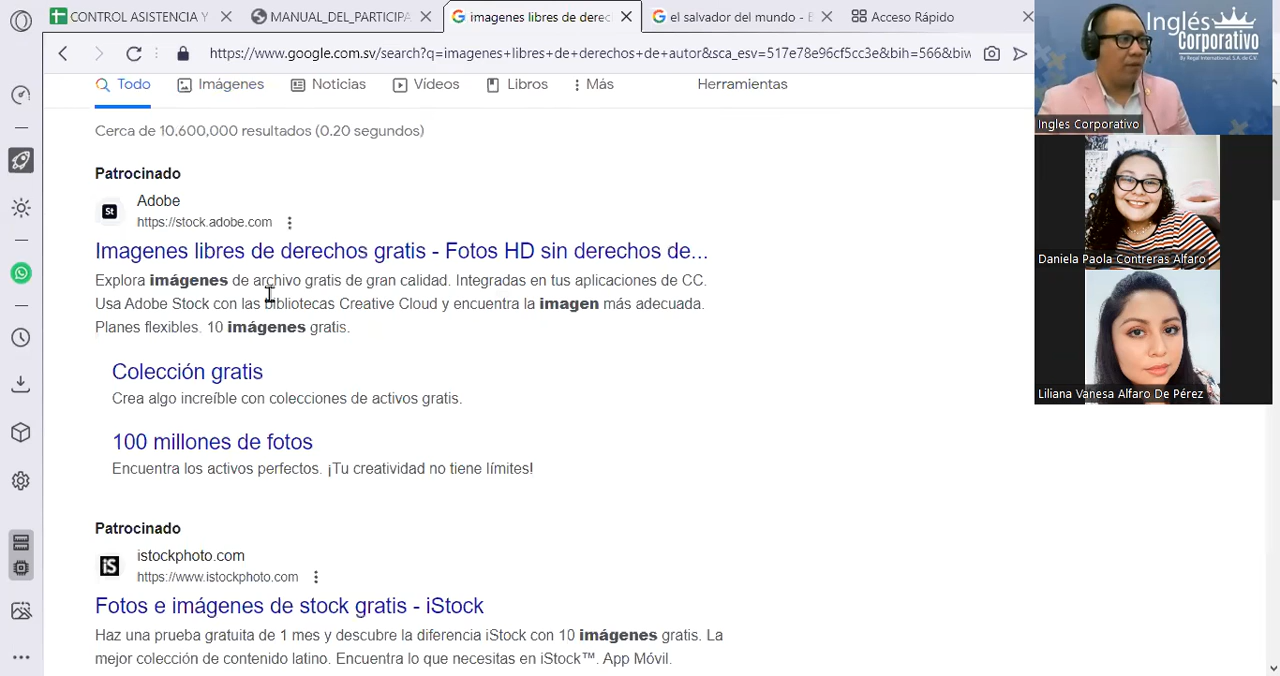 CONTROL ASISTENCIA Y
MANUAL_DEL_PARTICIPA
imagenes libres de derec
el salvador del mundo - B
Acceso Rápido
https://www.google.com.sv/search?q=imagenes+libres+de+derechos+de+autor&sca_esv=517e78e96cf5cc3e&bih=566&biw
Todo
Imágenes
Noticias
Videos
Libros
Más
Herramientas
Cerca de 10.600,000 resultados (0.20 segundos)
Patrocinado
St
Adobe
https://stock.adobe.com
Imagenes libres de derechos gratis - Fotos HD sin derechos de...
Explora imágenes de archivo gratis de gran calidad. Integradas en tus aplicaciones de CC.
Usa Adobe Stock con las bibliotecas Creative Cloud y encuentra la imagen más adecuada.
Planes flexibles. 10 imágenes gratis.
Colección gratis
Crea algo increíble con colecciones de activos gratis.
100 millones de fotos
Encuentra los activos perfectos. ¡Tu creatividad no tiene límites!
Patrocinado
iS
istockphoto.com
https://www.istockphoto.com
Fotos e imágenes de stock gratis - iStock
Haz una prueba gratuita de 1 mes y descubre la diferencia iStock con 10 imágenes gratis. La
mejor colección de contenido latino. Encuentra lo que necesitas en iStock™. App Móvil.
Inglés
Corporativo
By Regal International, S.A. de C.V.
Ingles Corporativo
Daniela Paola Contreras Alfaro
Liliana Vanesa Alfaro De Pérez